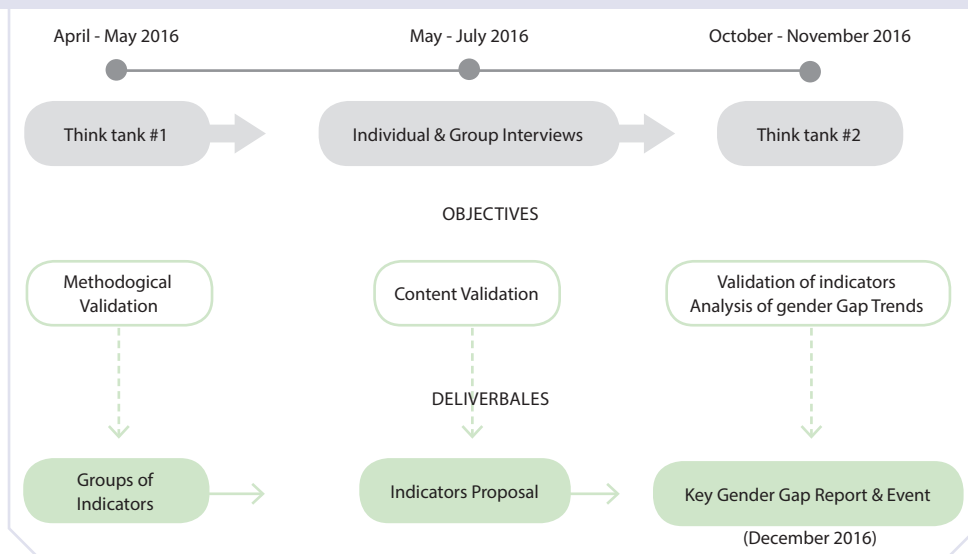 April - May 2016
May - July 2016
October - November 2016
Think tank #1
Individual & Group Interviews
Think tank #2
OBJECTIVES
Methodogical
Validation
Content Validation
Validation of indicators
Analysis of gender Gap Trends
DELIVERBALES
Groups of
Indicators
Indicators Proposal
Key Gender Gap Report & Event
(December 2016)